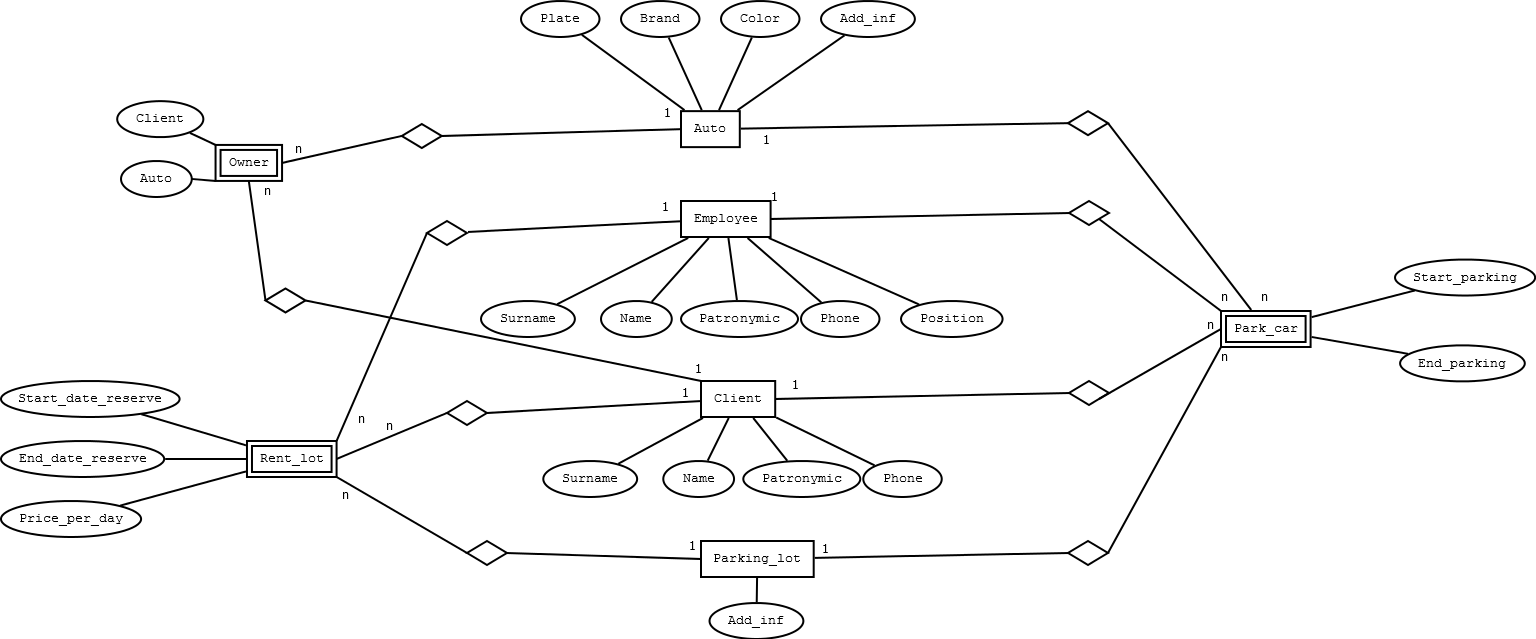 Plate
Brand
Color
Add_inf
Client
1
Auto
1
Owner
n
Auto
n
1
Employee
1
Surname
Name
Patronymic
Phone
Position
Start_parking
n
n
n
Park_car
n
End_parking
1
1
Client
1
Start_date_reserve
n
n
End_date_reserve
Rent_lot
n
Price_per_day
Surname
Name
Patronymic
Phone
1
Parking_lot
1
Add_inf